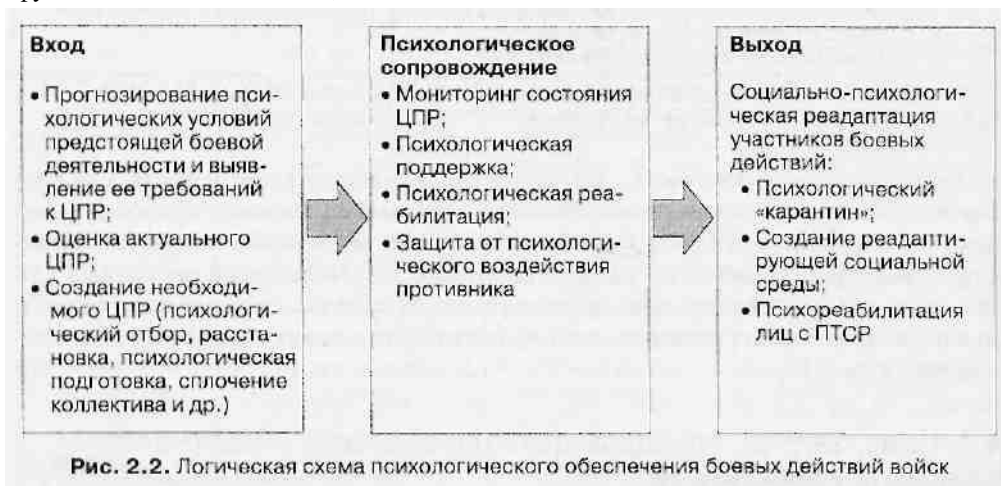 Вход
• Прогнозирование пси-
хологических условий
предстоящей боевой
деятельности и выяв-
ление ее требований
к ЦПР;
• Оценка актуального
ЦПР;
• Создание необходи-
мого ЦПР (психологи-
ческий отбор, расста-
новка, психологическая
подготовка, сплочение
коллектива и др.)
Психологическое
сопровождение
• Мониторинг состояния
ЦПР;
• Психологическая
поддержка;
• Психологическая реа-
билитация;
• Защита от психологи-
ческого воздействия
противника
Выход
Социально-психологи-
ческая реадаптация
участников боевых
действий:
• Психологический
«карантин»;
• Создание реадапти-
рующей социальной
среды;
• Психореабилитация
лиц с ПТСР
Рис. 2.2. Логическая схема психологического обеспечения боевых действий войск